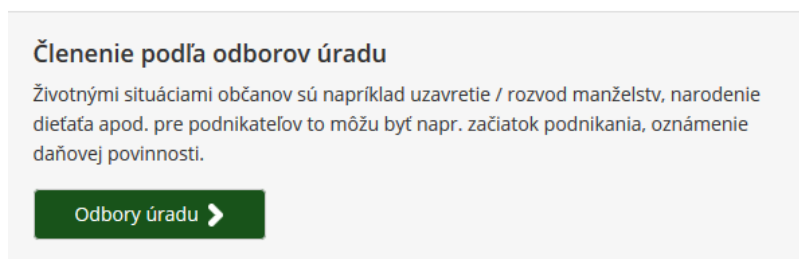 Členenie podľa odborov úradu
Životnými situáciami občanov sú napríklad uzavretie / rozvod manželstv, narodenie
dieťaťa apod. pre podnikateľov to môžu byť napr. začiatok podnikania, oznámenie
daňovej povinnosti.
Odbory úradu